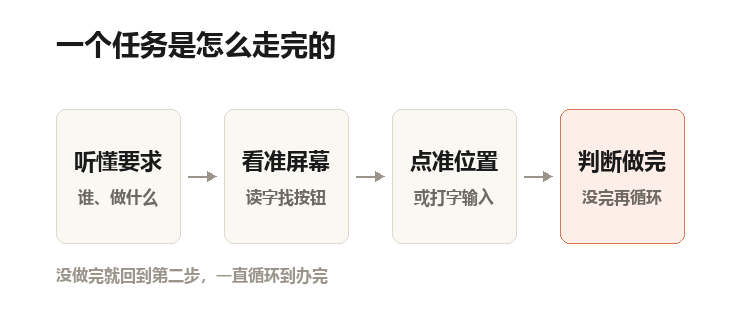 一个任务是怎么走完的
听懂要求
谁、做什么
看准屏幕
读字找按钮
点准位置
或打字输入
判断做完
没完再循环
没做完就回到第二步，一直循环到办完